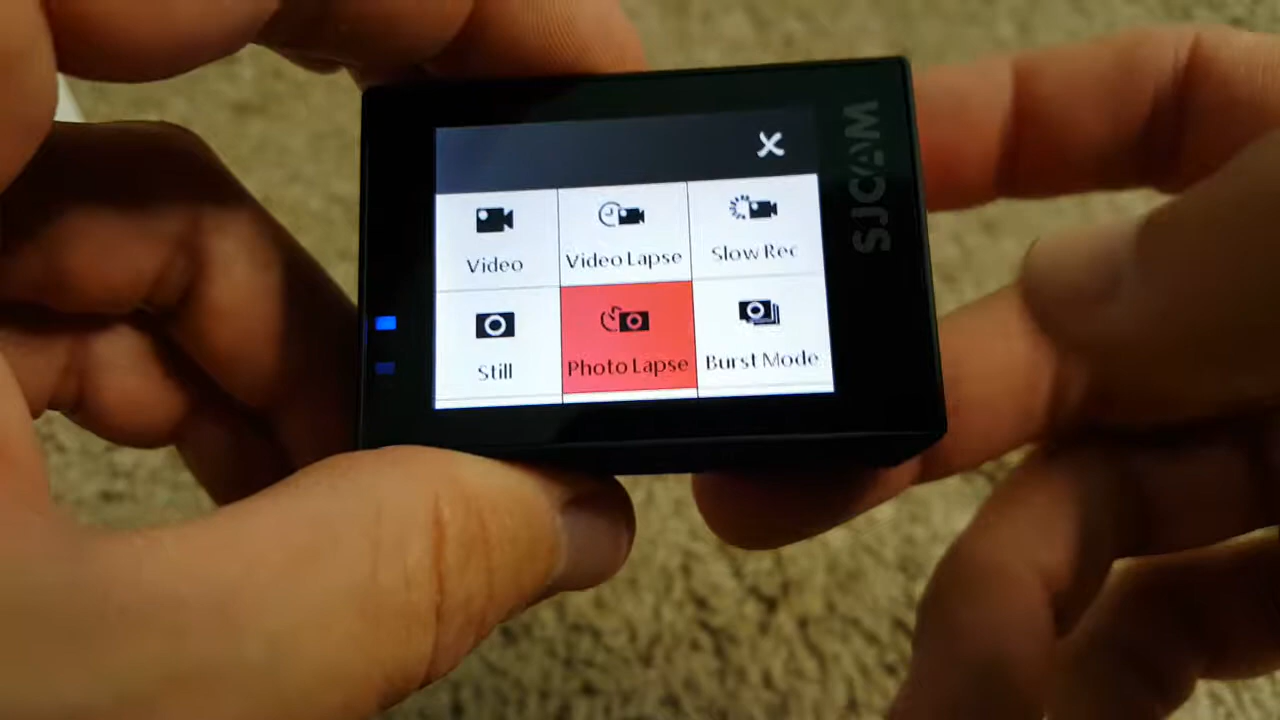 Video
Video Lapse
Slow Rec
Still
Photo Lapse
Burst Mode
SJCAM